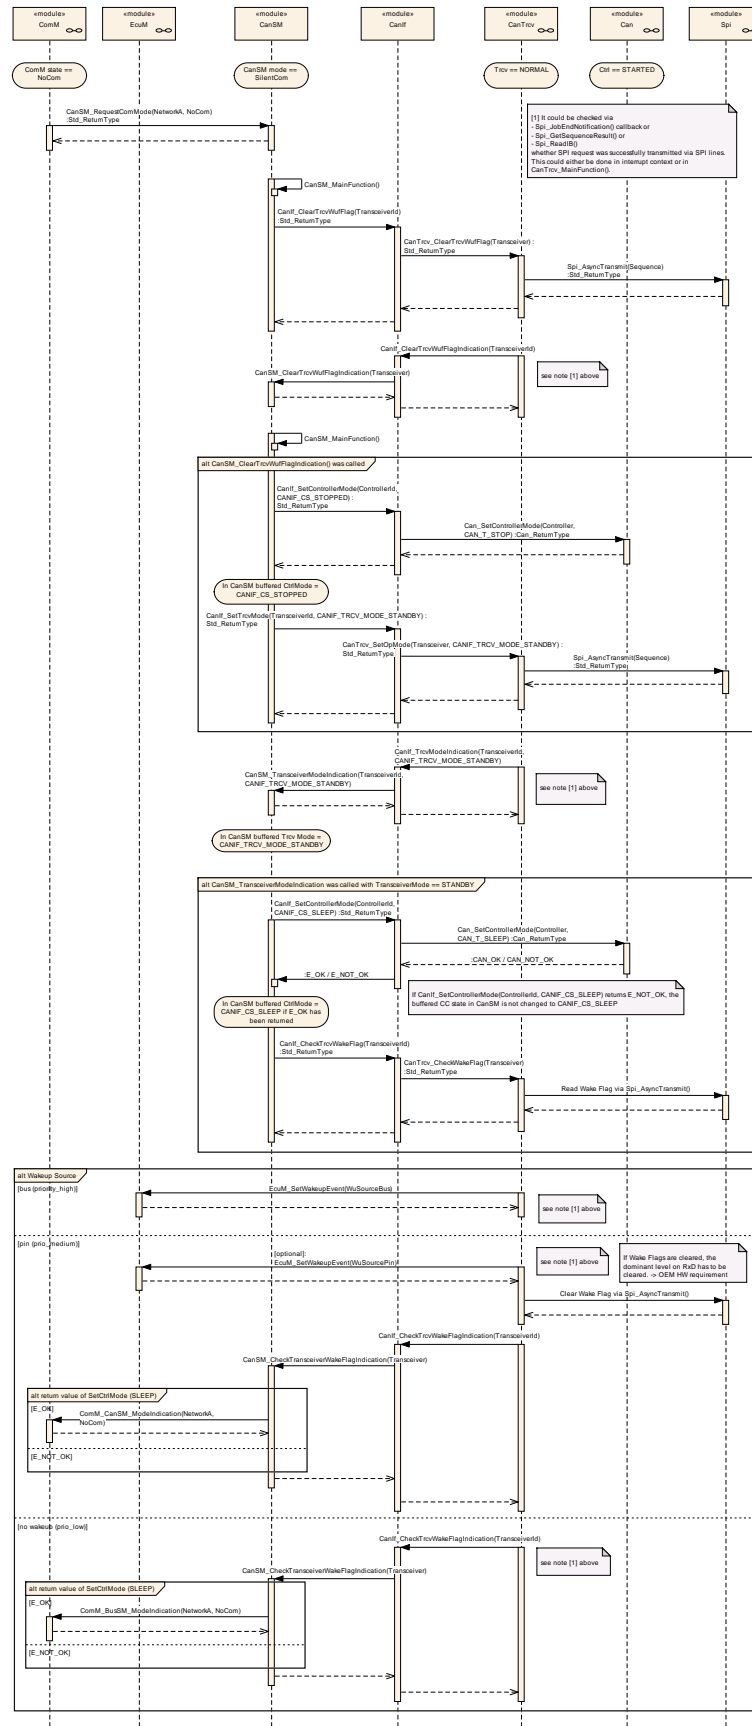 «module»
ComM
«module»
EcuM
«module»
CanSM
«module»
CanIf
«module»
CanTrcv
«module»
Can
«module»
Spi
ComM state ==
NoCom
CanSM mode ==
SilentCom
Trcv == NORMAL
Ctrl == STARTED
CanSM_RequestComMode(NetworkA, NoCom)
:Std_ReturnType
[1] It could be checked via
- Spi_JobEndNotification() callback or
- Spi_GetSequenceResult() or
- Spi_ReadIB()
whether SPI request was successfully transmitted via SPI lines.
This could either be done in interrupt context or in
CanTrcv_MainFunction().
CanSM_MainFunction()
CanIf_ClearTrcvWufFlag(TransceiverId)
:Std_ReturnType
CanTrcv_ClearTrcvWufFlag(Transceiver) :
Std_ReturnType
Spi_AsyncTransmit(Sequence)
:Std_ReturnType
CanIf_ClearTrcvWufFlagIndication(TransceiverId)
CanSM_ClearTrcvWufFlagIndication(Transceiver)
see note [1] above
CanSM_MainFunction()
alt CanSM_ClearTrcvWufFlagIndication() was called
CanIf_SetControllerMode(ControllerId,
CANIF_CS_STOPPED) :
Std_ReturnType
Can_SetControllerMode(Controller,
CAN_T_STOP) :Can_ReturnType
In CanSM buffered CtrlMode =
CANIF_CS_STOPPED
CanIf_SetTrcvMode(TransceiverId, CANIF_TRCV_MODE_STANDBY) :
Std_ReturnType
CanTrcv_SetOpMode(Transceiver, CANIF_TRCV_MODE_STANDBY) :
Std_ReturnType
Spi_AsyncTransmit(Sequence)
:Std_ReturnType
CanIf_TrcvModeIndication(TransceiverId,
CANIF_TRCV_MODE_STANDBY)
CanSM_TransceiverModeIndication(TransceiverId,
CANIF_TRCV_MODE_STANDBY)
see note [1] above
In CanSM buffered Trcv Mode =
CANIF_TRCV_MODE_STANDBY
alt CanSM_TransceiverModeIndication was called with TransceiverMode == STANDBY
CanIf_SetControllerMode(ControllerId,
CANIF_CS_SLEEP) :Std_ReturnType
Can_SetControllerMode(Controller,
CAN_T_SLEEP) :Can_ReturnType
:CAN_OK / CAN_NOT_OK
:E_OK / E_NOT_OK
If CanIf_SetControllerMode(ControllerId, CANIF_CS_SLEEP) returns E_NOT_OK, the
buffered CC state in CanSM is not changed to CANIF_CS_SLEEP
In CanSM buffered CtrlMode =
CANIF_CS_SLEEP if E_OK has
been returned
CanIf_CheckTrcvWakeFlag(TransceiverId)
:Std_ReturnType
CanTrcv_CheckWakeFlag(Transceiver)
:Std_ReturnType
Read Wake Flag via Spi_AsyncTransmit()
alt Wakeup Source
[bus (priority_high)]
EcuM_SetWakeupEvent(WuSourceBus)
see note [1] above
[pin (prio_medium)]
[optional]:
EcuM_SetWakeupEvent(WuSourcePin)
see note [1] above
If Wake Flags are cleared, the
dominant level on RxD has to be
cleared. -> OEM HW requirement
Clear Wake Flag via Spi_AsyncTransmit()
CanIf_CheckTrcvWakeFlagIndication(TransceiverId)
CanSM_CheckTransceiverWakeFlagIndication(Transceiver)
alt return value of SetCtrlMode (SLEEP)
[E_OK]
ComM_CanSM_ModeIndication(NetworkA,
NoCom)
[E_NOT_OK]
[no wakeup (prio_low)]
CanIf_CheckTrcvWakeFlagIndication(TransceiverId)
see note [1] above
CanSM_CheckTransceiverWakeFlagIndication(Transceiver)
alt return value of SetCtrlMode (SLEEP)
[E_OK]
ComM_BusSM_ModeIndication(NetworkA, NoCom)
[E_NOT_OK]